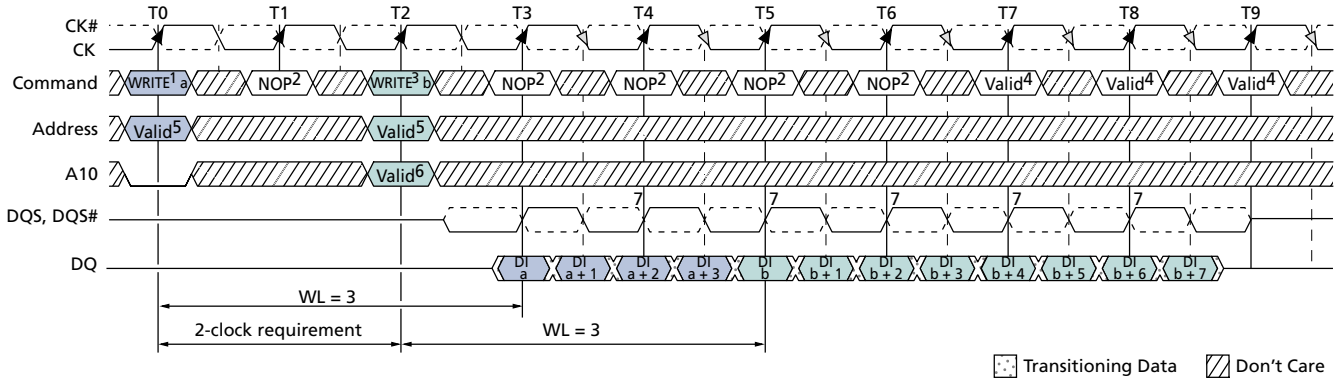 T0 T1 T2 T3 T4 T5 T6 T7 T8 T9
CK#
CK
Command WRITE1 a NOP2 WRITE3 b NOP2 NOP2 NOP2 NOP2 Valid4 Valid4 Valid4
Address Valid5 Valid5
A10 Valid6
7 7 7 7 7
DQS, DQS#
DQ DI a DI a + 1 DI a + 2 DI a + 3 DI b DI b + 1 DI b + 2 DI b + 3 DI b + 4 DI b + 5 DI b + 6 DI b + 7
WL = 3
2-clock requirement WL = 3
Transitioning Data Don't Care